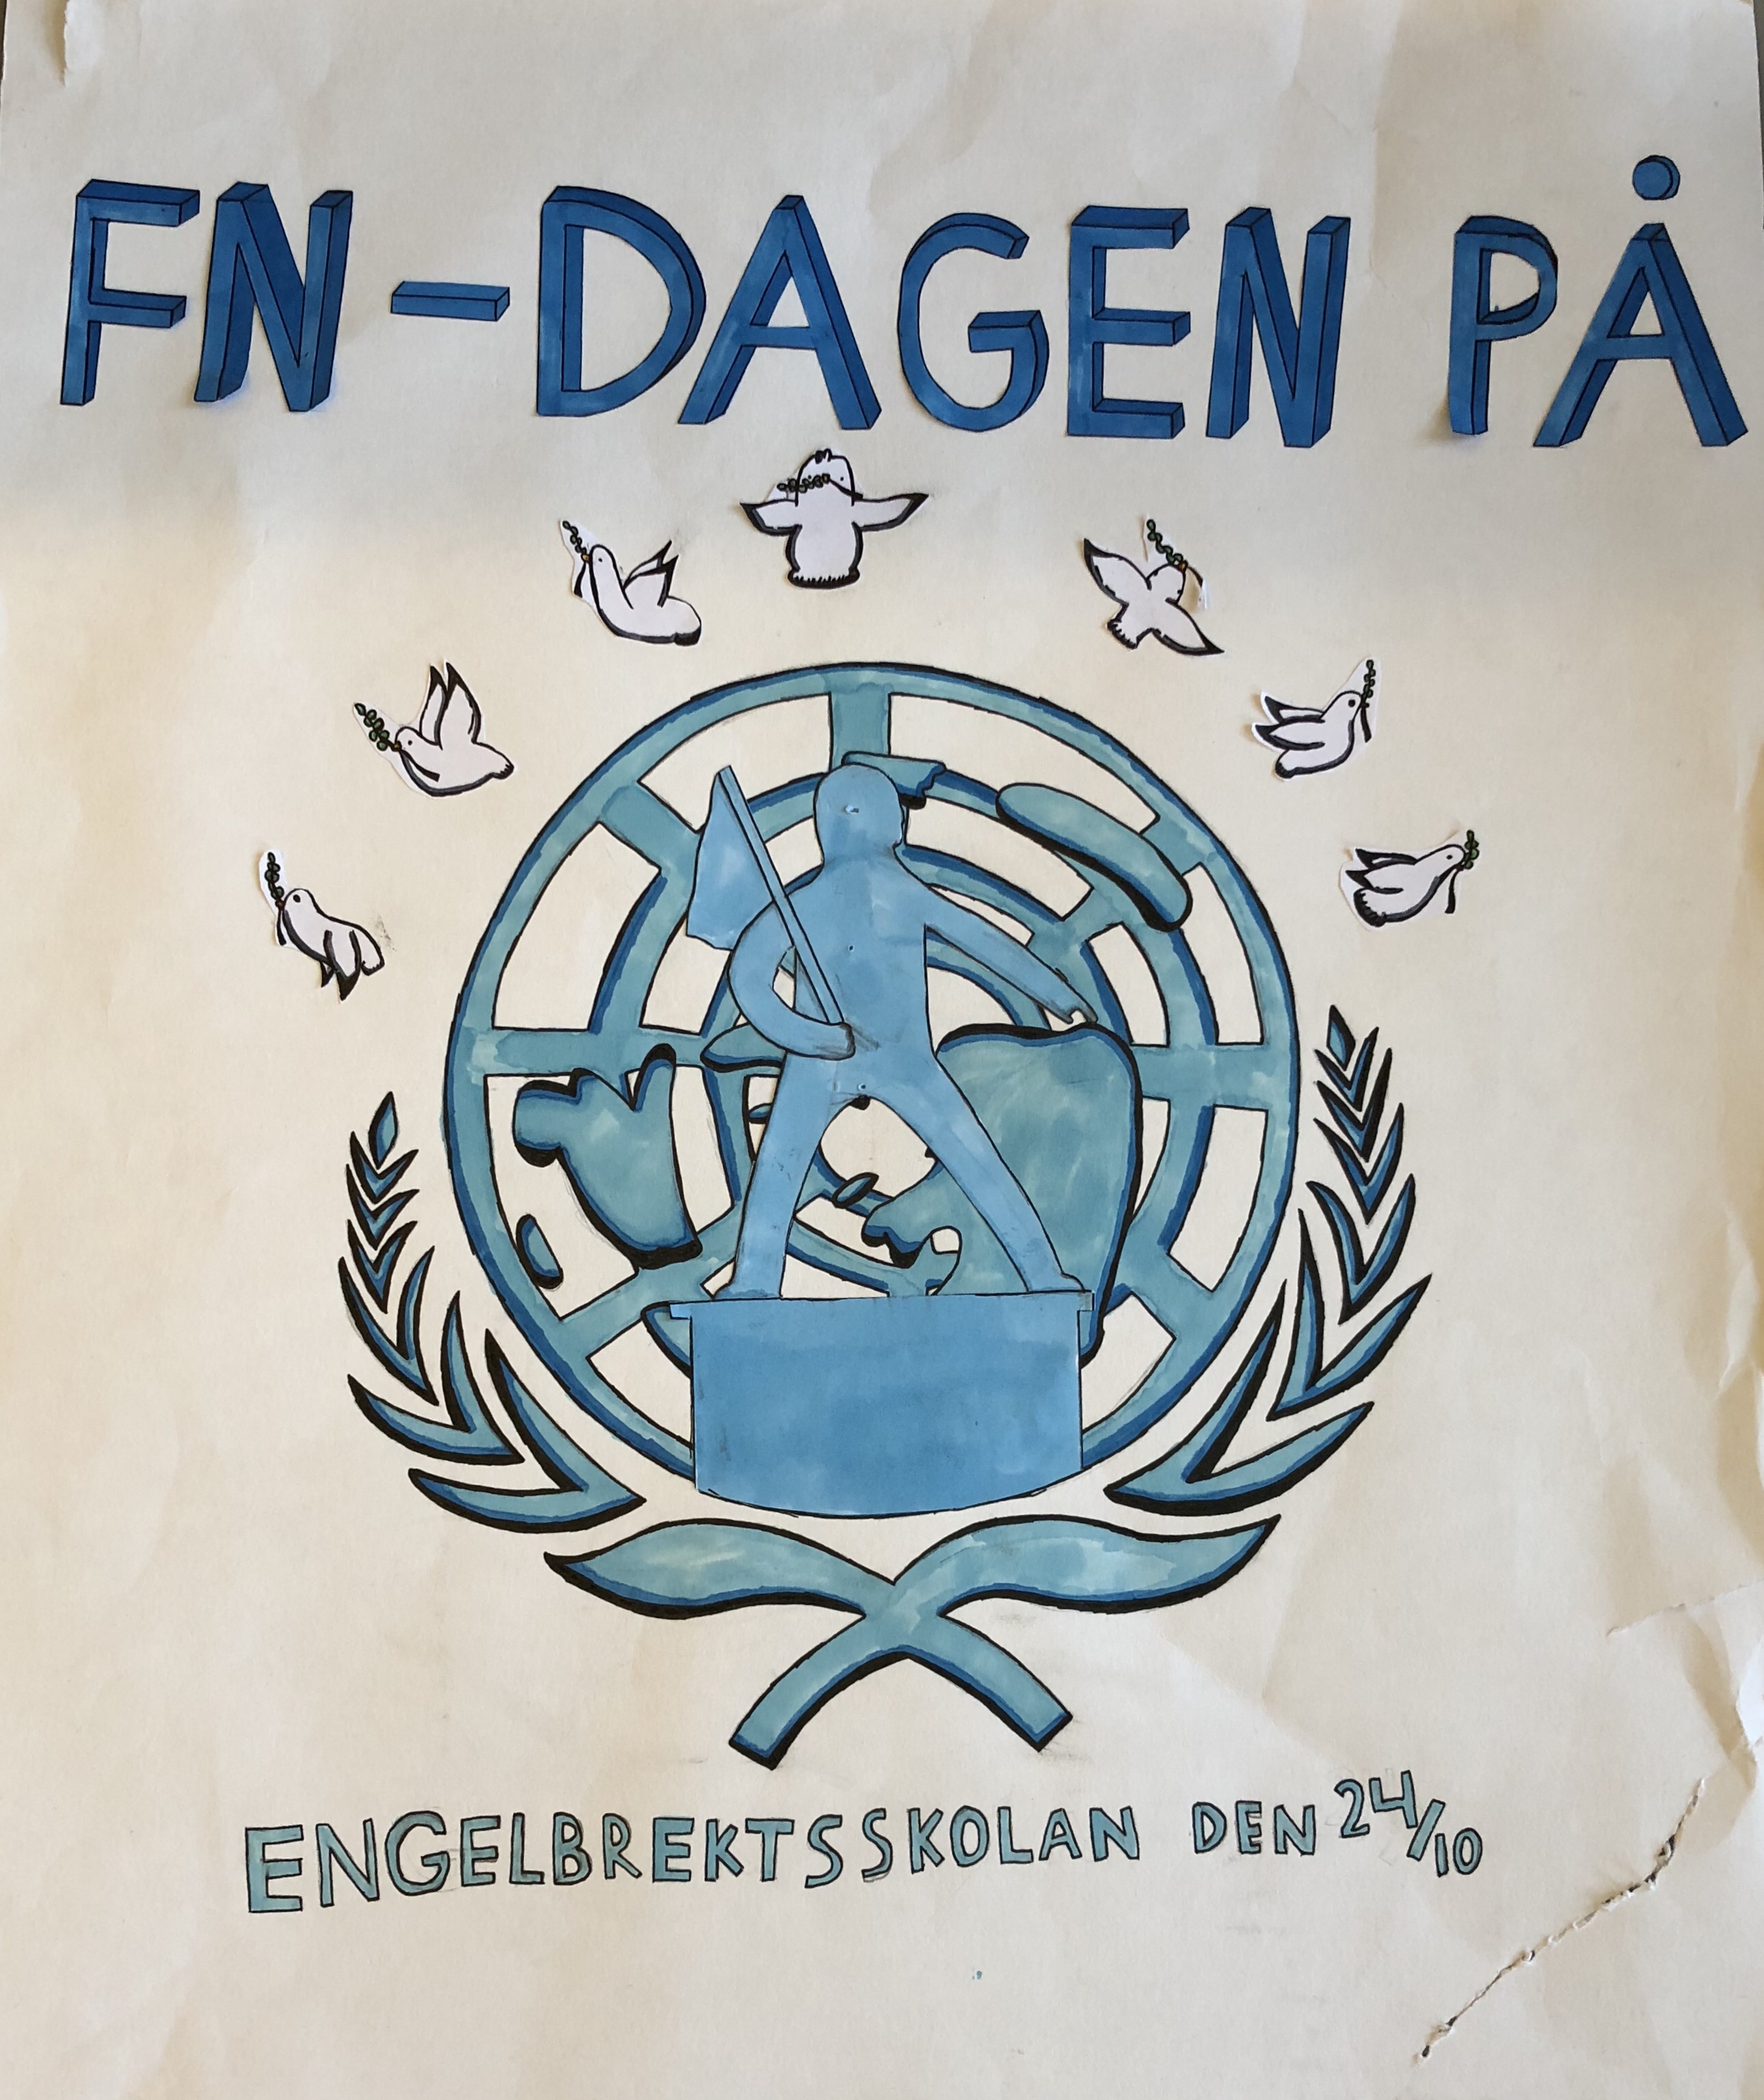 FN-DAGEN PÅ
ENGELBREKTSSKOLAN DEN 24/10